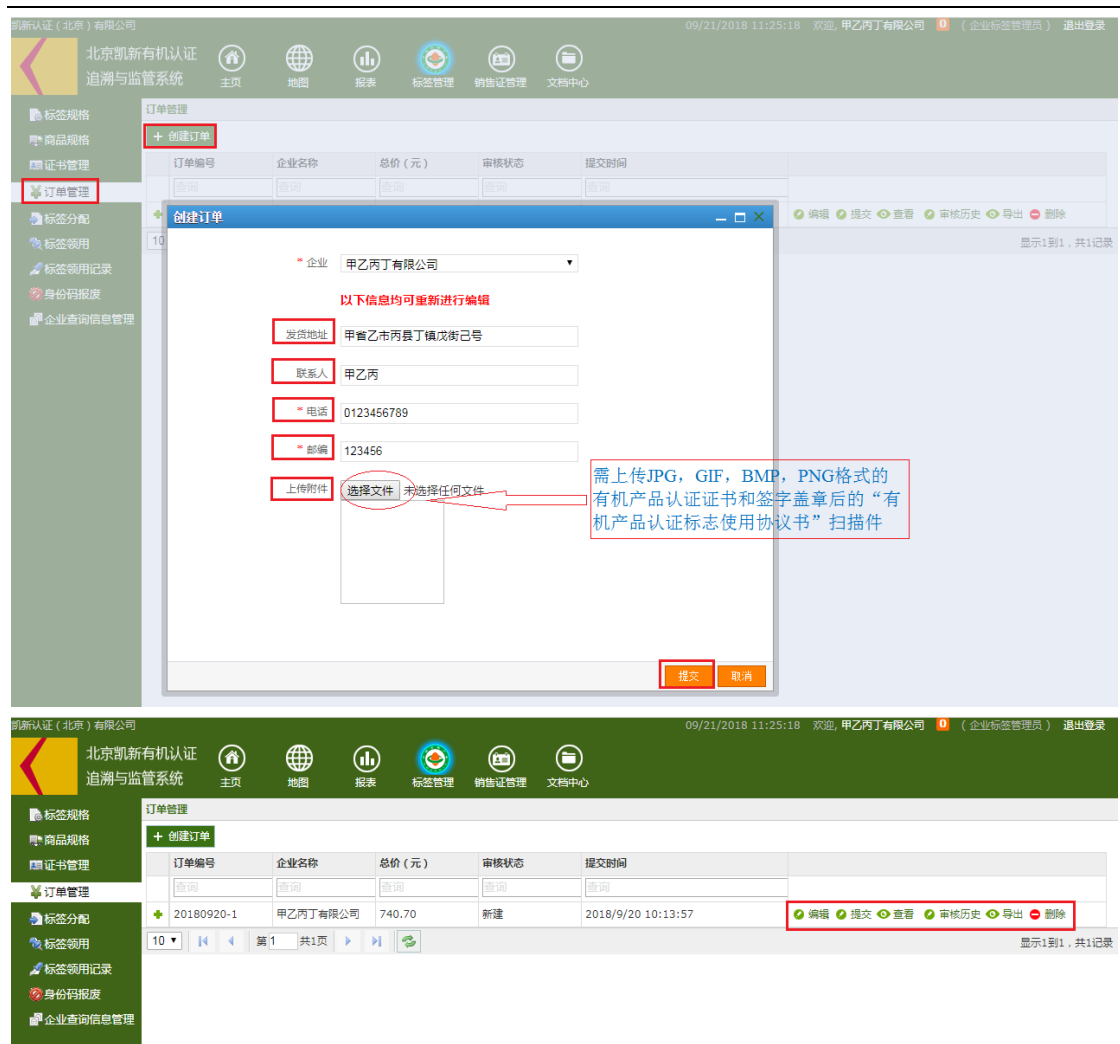 凯新认证（北京）有限公司 09/21/2018 11:25:18 欢迎, 甲乙丙丁有限公司 0 （企业标签管理员） 退出登录
北京凯新有机认证
追溯与监管系统
主页 地图 报表 标签管理 销售证管理 文档中心
标签规格
商品规格
证书管理
订单管理
标签分配
标签领用
标签领用记录
身份码报废
企业查询信息管理
订单管理
+ 创建订单
订单编号 企业名称 总价（元） 审核状态 提交时间
查询 查询 查询 查询 查询
编辑 提交 查看 审核历史 导出 删除
10
显示1到1，共1记录
创建订单
* 企业 甲乙丙丁有限公司
以下信息均可重新进行编辑
发货地址 甲省乙市丙县丁镇戊街己号
联系人 甲乙丙
* 电话 0123456789
* 邮编 123456
上传附件 选择文件 未选择任何文件
需上传JPG，GIF，BMP，PNG格式的
有机产品认证证书和签字盖章后的“有
机产品认证标志使用协议书”扫描件
提交 取消
凯新认证（北京）有限公司 09/21/2018 11:25:18 欢迎, 甲乙丙丁有限公司 0 （企业标签管理员） 退出登录
北京凯新有机认证
追溯与监管系统
主页 地图 报表 标签管理 销售证管理 文档中心
标签规格
商品规格
证书管理
订单管理
标签分配
标签领用
标签领用记录
身份码报废
企业查询信息管理
订单管理
+ 创建订单
订单编号 企业名称 总价（元） 审核状态 提交时间
查询 查询 查询 查询 查询
20180920-1 甲乙丙丁有限公司 740.70 新建 2018/9/20 10:13:57 编辑 提交 查看 审核历史 导出 删除
10 第 1 共1页 显示1到1，共1记录